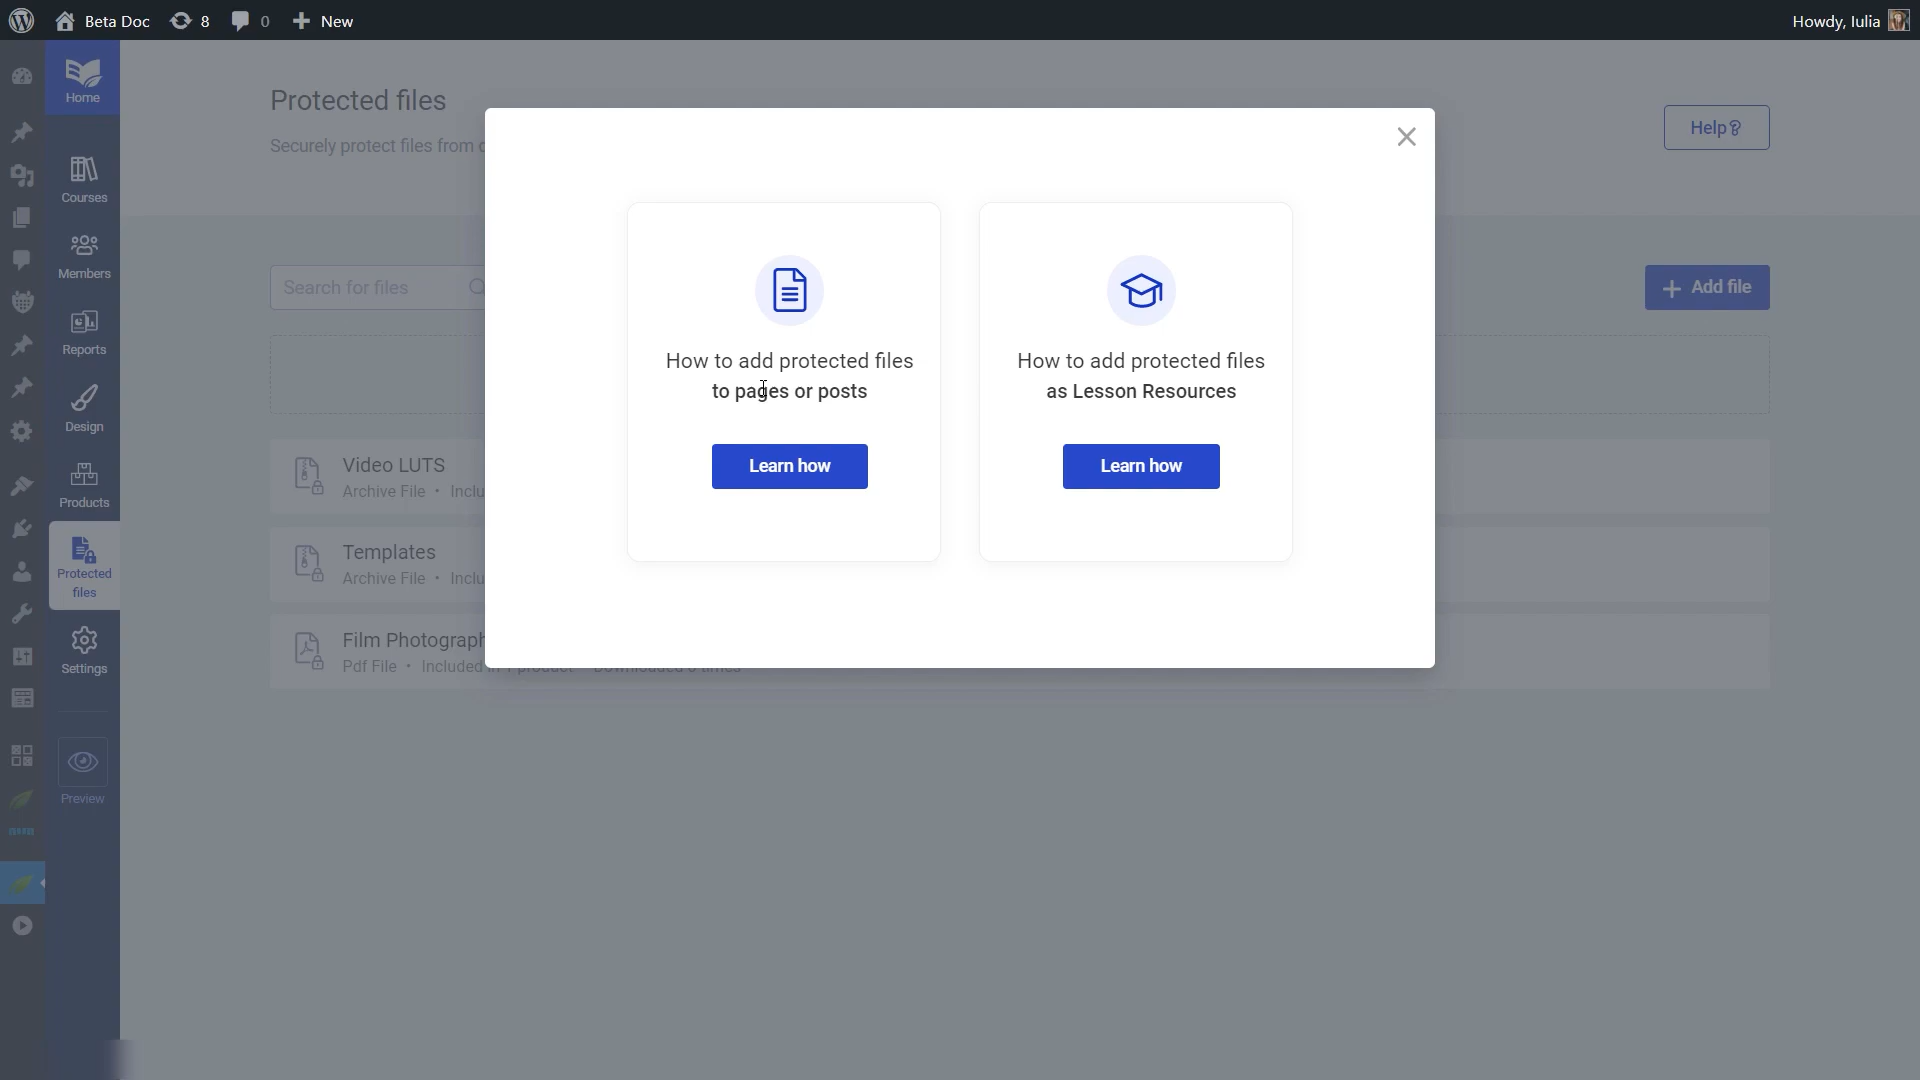 Beta Doc
8
0
New
Howdy, Iulia
Home
Courses
Members
Reports
Design
Products
Protected
files
Settings
Preview
Protected files
Securely protect files from
Help
Search for files
Add file
How to add protected files
to pages or posts
Learn how
How to add protected files
as Lesson Resources
Learn how
Video LUTS
Archive File • Inclu
Templates
Archive File • Inclu
Film Photograph
Pdf File • Included in 1 product